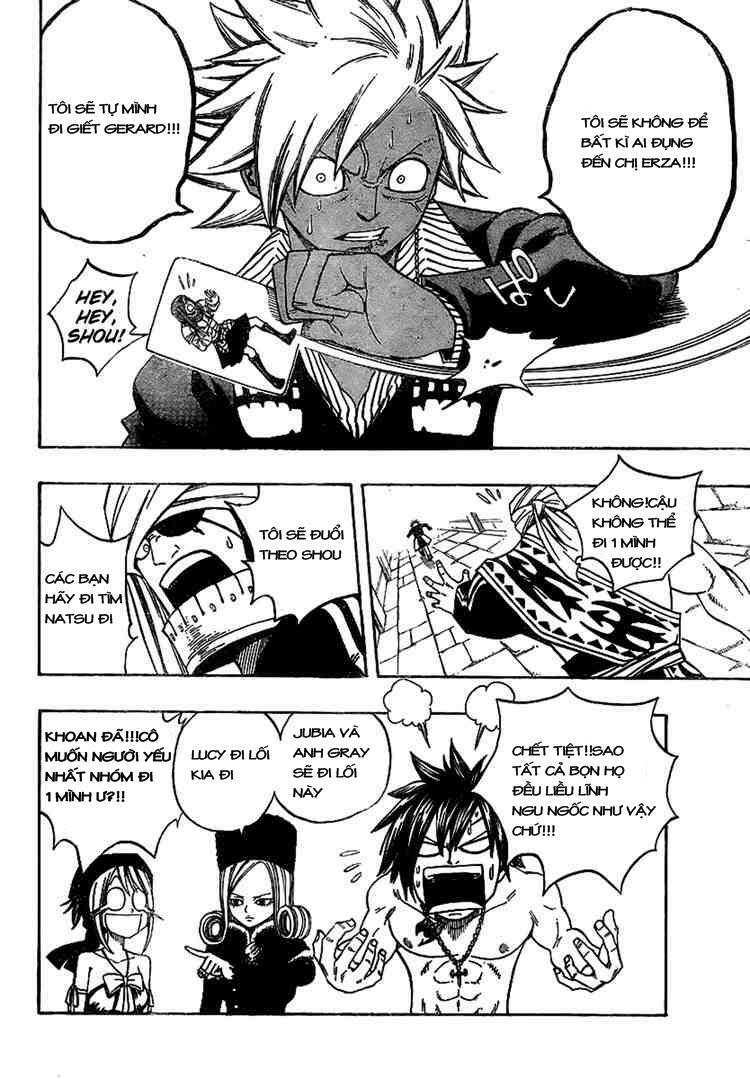 TÔI SẼ KHÔNG ĐỂ
BẤT KÌ AI ĐỤNG
ĐẾN CHỊ ERZA!!!
TÔI SẼ TỰ MÌNH
ĐI GIẾT GERARD!!!
HEY,
HEY,
SHOU!
ぱし
KHÔNG!CẬU
KHÔNG THỂ
ĐI 1 MÌNH
ĐƯỢC!!
TÔI SẼ ĐUỔI
THEO SHOU
CÁC BẠN
HÃY ĐI TÌM
NATSU ĐI
CHẾT TIỆT!!SAO
TẤT CẢ BỌN HỌ
ĐỀU LIỀU LĨNH
NGU NGỐC NHƯ VẬY
CHỨ!!!
JUBIA VÀ
ANH GRAY
SẼ ĐI LỐI
NÀY
LUCY ĐI LỐI
KIA ĐI
KHOAN ĐÃ!!!CÔ
MUỐN NGƯỜI YẾU
NHẤT NHÓM ĐI
1 MÌNH Ư?!!